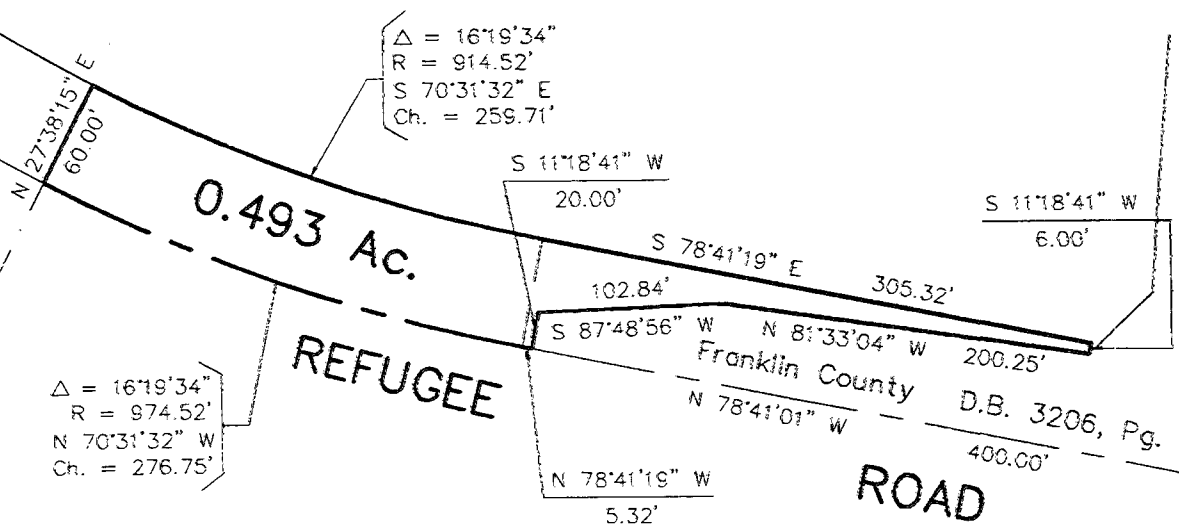 Δ = 16°19'34"
R = 914.52'
S 70°31'32" E
Ch. = 259.71'
N 27°38'15" E
60.00'
S 11°18'41" W
20.00'
S 11°18'41" W
6.00'
0.493 Ac.
S 78°41'19" E
305.32'
102.84'
S 87°48'56" W
N 81°33'04" W
200.25'
REFUGEE
Franklin County D.B. 3206, Pg.
N 78°41'01" W
400.00'
Δ = 16°19'34"
R = 974.52'
N 70°31'32" W
Ch. = 276.75'
N 78°41'19" W
5.32'
ROAD